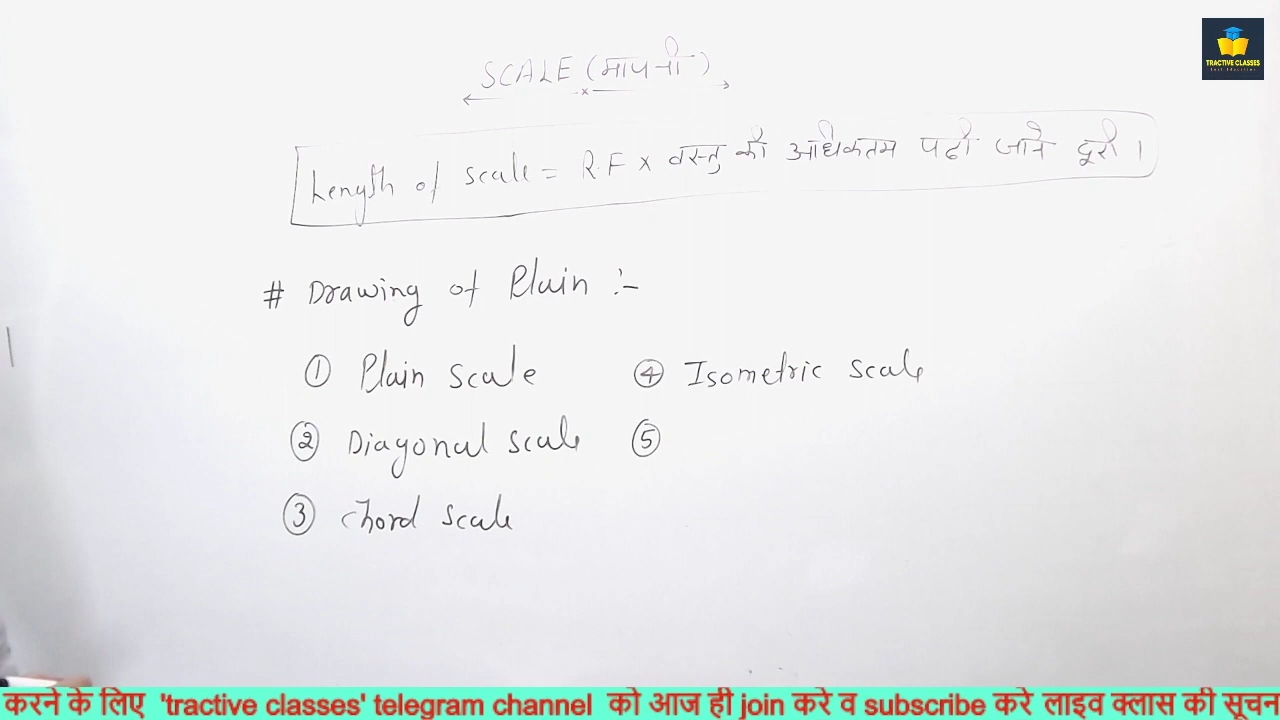 SCALE (मापनी)
Length of scale = R.F × वस्तु की अधिकतम पढी जाने दूरी ।
# Drawing of Plain :-
① Plain scale
② Diagonal scale
③ Chord scale
④ Isometric scale
⑤
TRACTIVE CLASSES
करने के लिए 'tractive classes' telegram channel को आज ही join करे व subscribe करे लाइव क्लास की सूचन